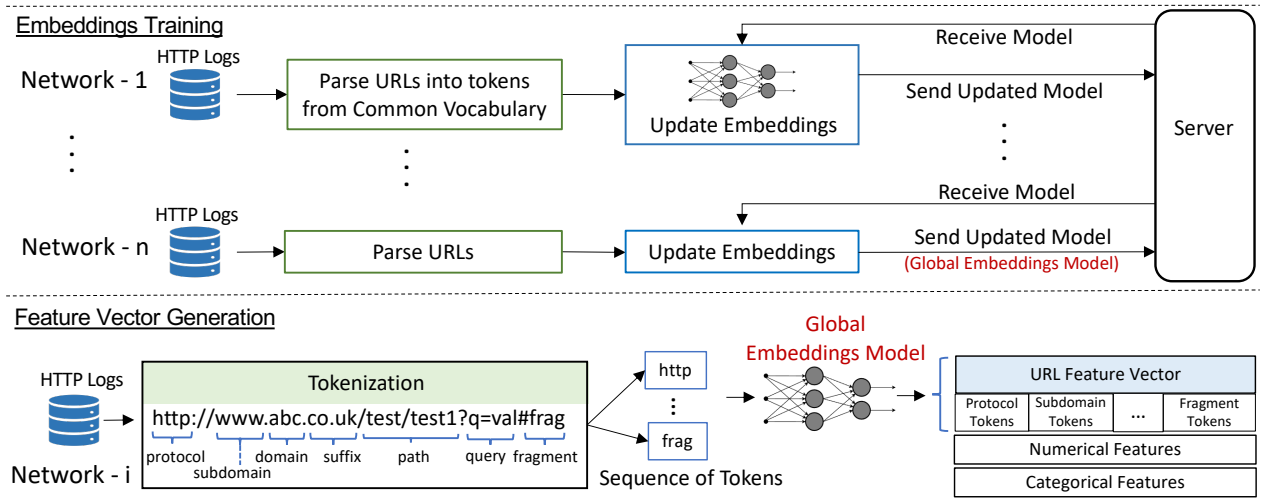 Embeddings Training
HTTP Logs
Network - 1
Parse URLs into tokens
from Common Vocabulary
Update Embeddings
Receive Model
Send Updated Model
Server
HTTP Logs
Network - n
Parse URLs
Update Embeddings
Receive Model
Send Updated Model
(Global Embeddings Model)
Feature Vector Generation
HTTP Logs
Network - i
Tokenization
http://www.abc.co.uk/test/test1?q=val#frag
protocol subdomain domain suffix path query fragment
http
...
frag
Sequence of Tokens
Global
Embeddings Model
URL Feature Vector
Protocol Tokens
Subdomain Tokens
...
Fragment Tokens
Numerical Features
Categorical Features